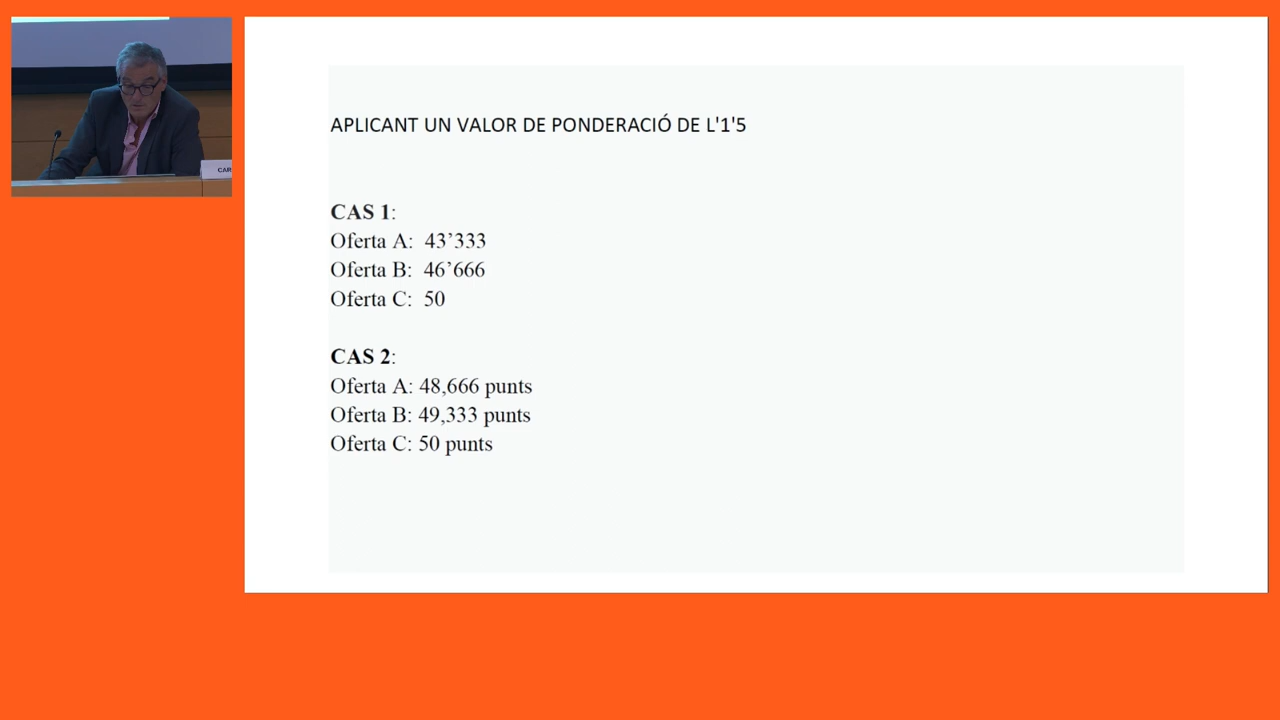 CAR
APLICANT UN VALOR DE PONDERACIÓ DE L'1'5
CAS 1:
Oferta A: 43’333
Oferta B: 46’666
Oferta C: 50
CAS 2:
Oferta A: 48,666 punts
Oferta B: 49,333 punts
Oferta C: 50 punts